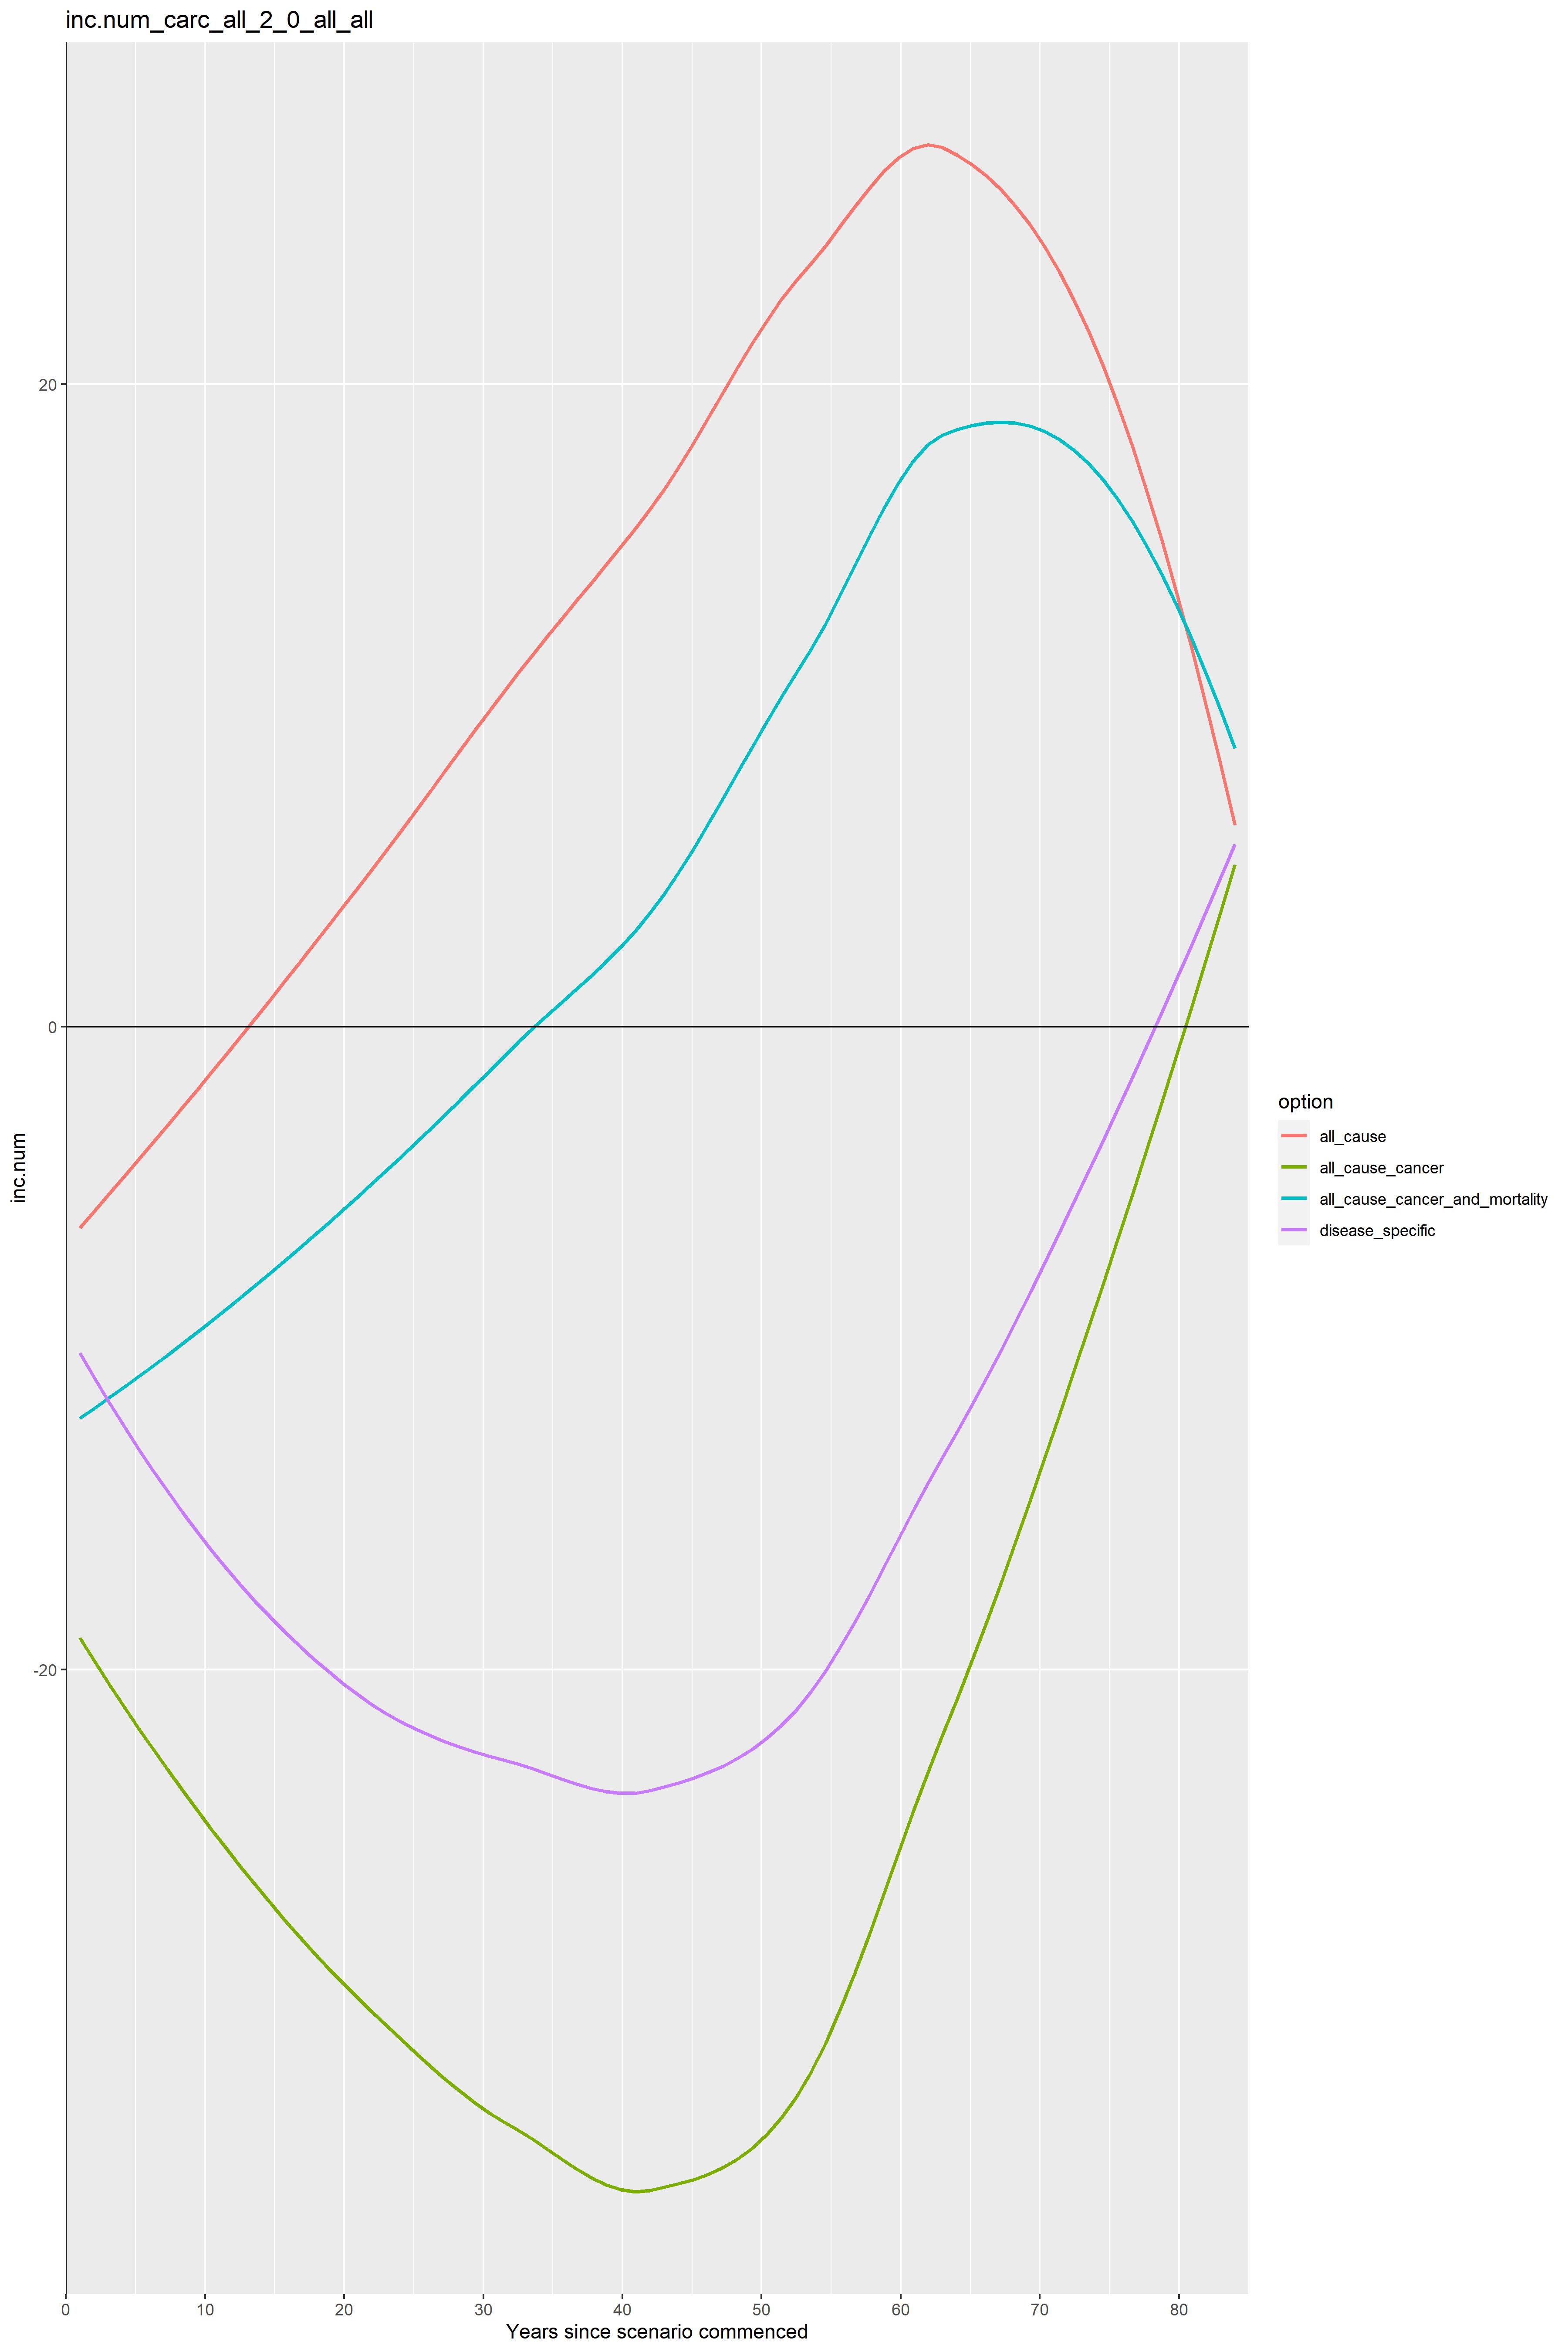 inc.num_carc_all_2_0_all_all
20
0
-20
inc.num
0 10 20 30 40 50 60 70 80
Years since scenario commenced
option
all_cause
all_cause_cancer
all_cause_cancer_and_mortality
disease_specific